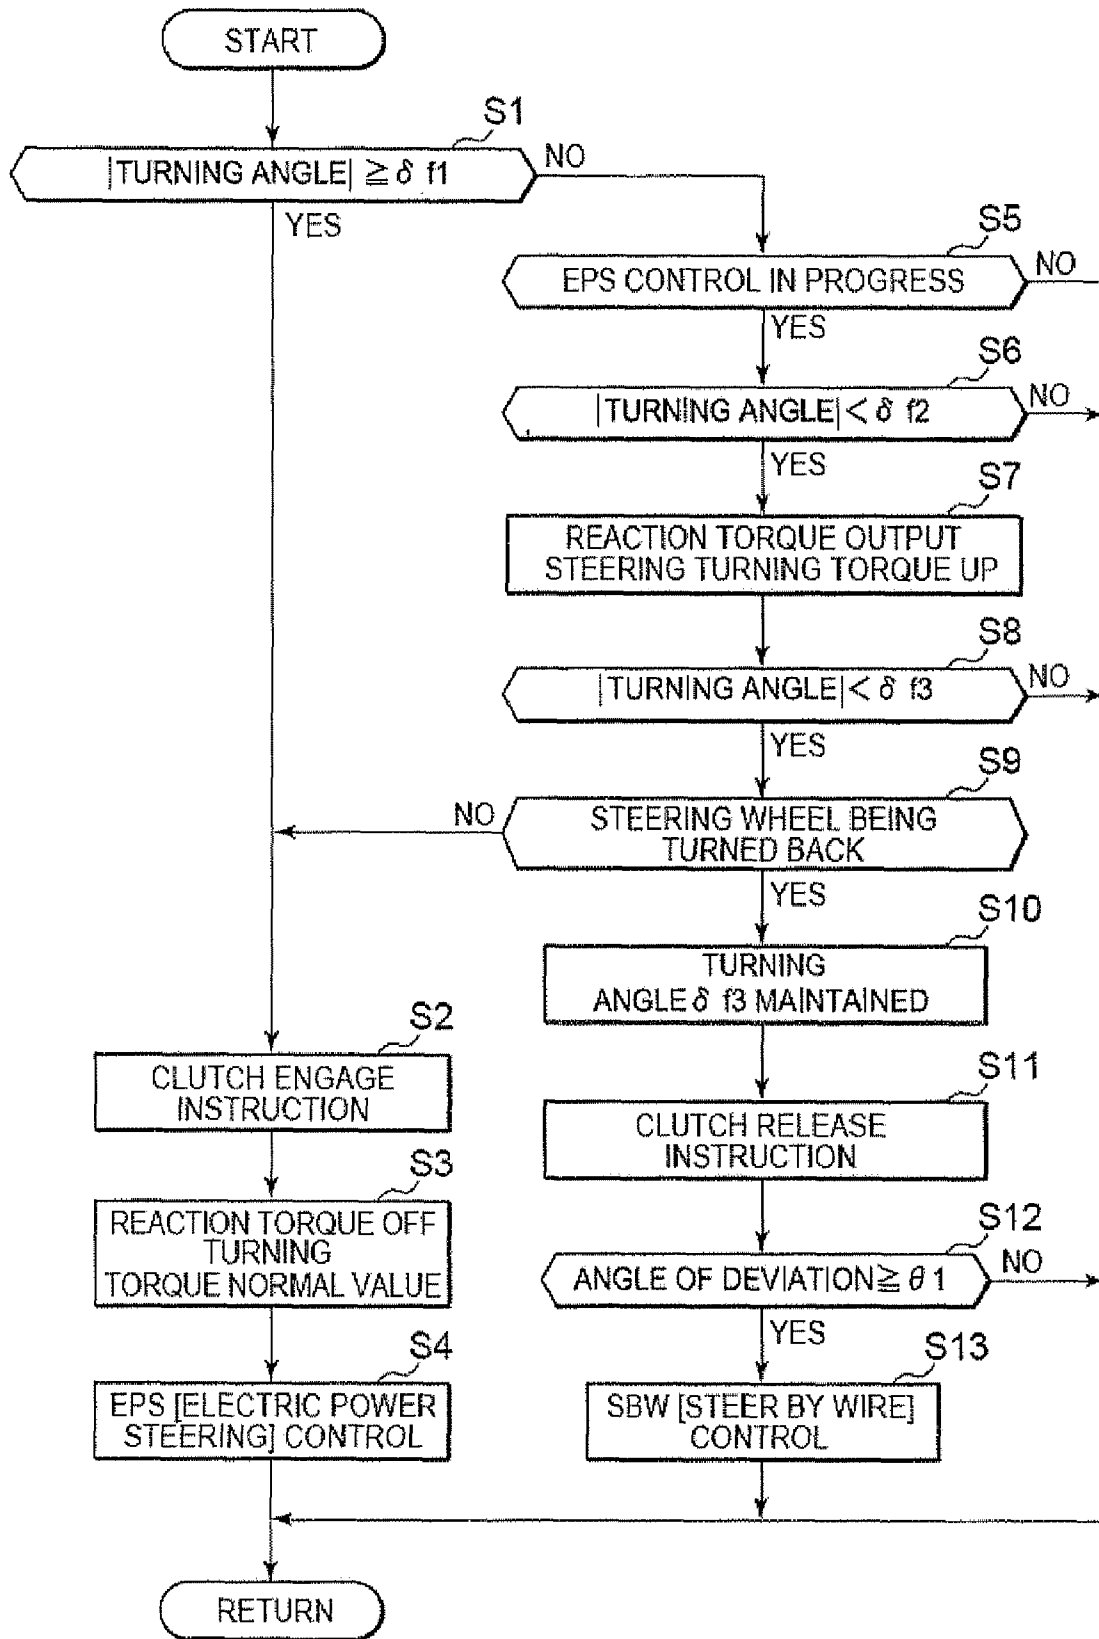 START
S1
|TURNING ANGLE| ≧ δ f1
NO
YES
S5
EPS CONTROL IN PROGRESS
NO
YES
S6
|TURNING ANGLE| < δ f2
NO
YES
S7
REACTION TORQUE OUTPUT
STEERING TURNING TORQUE UP
S8
|TURNING ANGLE| < δ f3
NO
YES
S9
STEERING WHEEL BEING
TURNED BACK
NO
YES
S10
TURNING
ANGLE δ f3 MAINTAINED
S2
CLUTCH ENGAGE
INSTRUCTION
S11
CLUTCH RELEASE
INSTRUCTION
S3
REACTION TORQUE OFF
TURNING
TORQUE NORMAL VALUE
S12
ANGLE OF DEVIATION ≧ θ 1
NO
YES
S4
EPS [ELECTRIC POWER
STEERING] CONTROL
S13
SBW [STEER BY WIRE]
CONTROL
RETURN